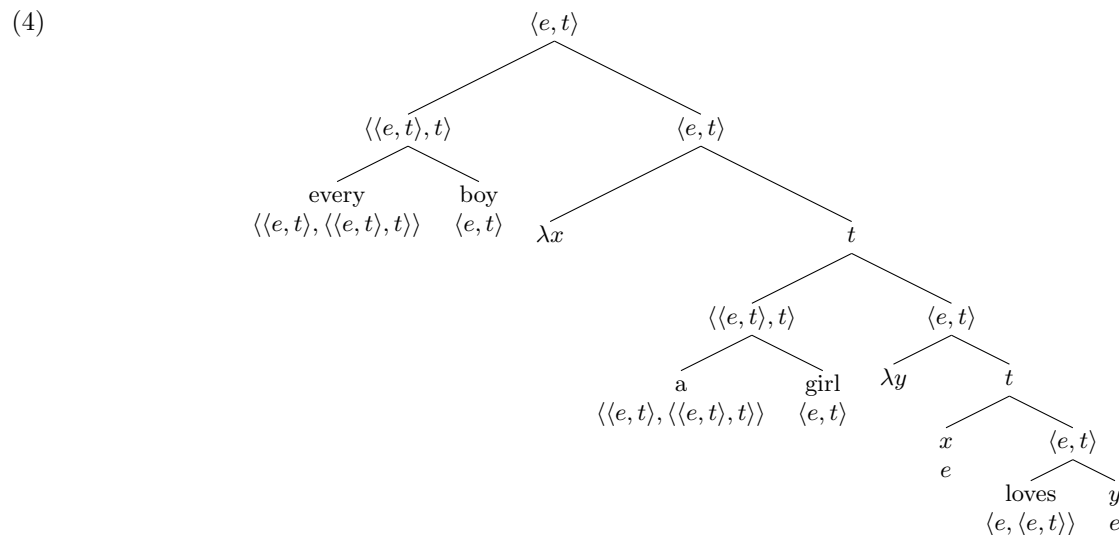 (4)
⟨e, t⟩
⟨⟨e, t⟩, t⟩ ⟨e, t⟩
every boy
⟨⟨e, t⟩, ⟨⟨e, t⟩, t⟩⟩ ⟨e, t⟩ λx t
⟨⟨e, t⟩, t⟩ ⟨e, t⟩
a girl λy t
⟨⟨e, t⟩, ⟨⟨e, t⟩, t⟩⟩ ⟨e, t⟩
x ⟨e, t⟩
e
loves y
⟨e, ⟨e, t⟩⟩ e